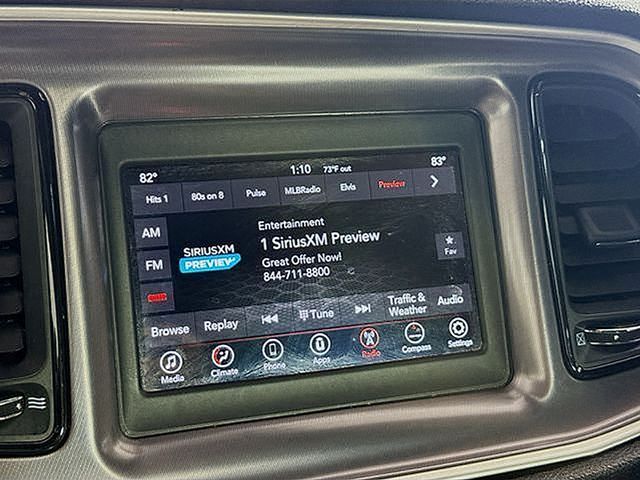 82° 1:10 73°F out 83°
Hits 1 80s on 8 Pulse MLBRadio Elvis Preview
AM
FM
SIRIUSXM
PREVIEW
Entertainment
1 SiriusXM Preview
Great Offer Now!
844-711-8800
Fav
Browse Replay Tune Traffic & Weather Audio
Media Climate Phone Apps Radio Compass Settings